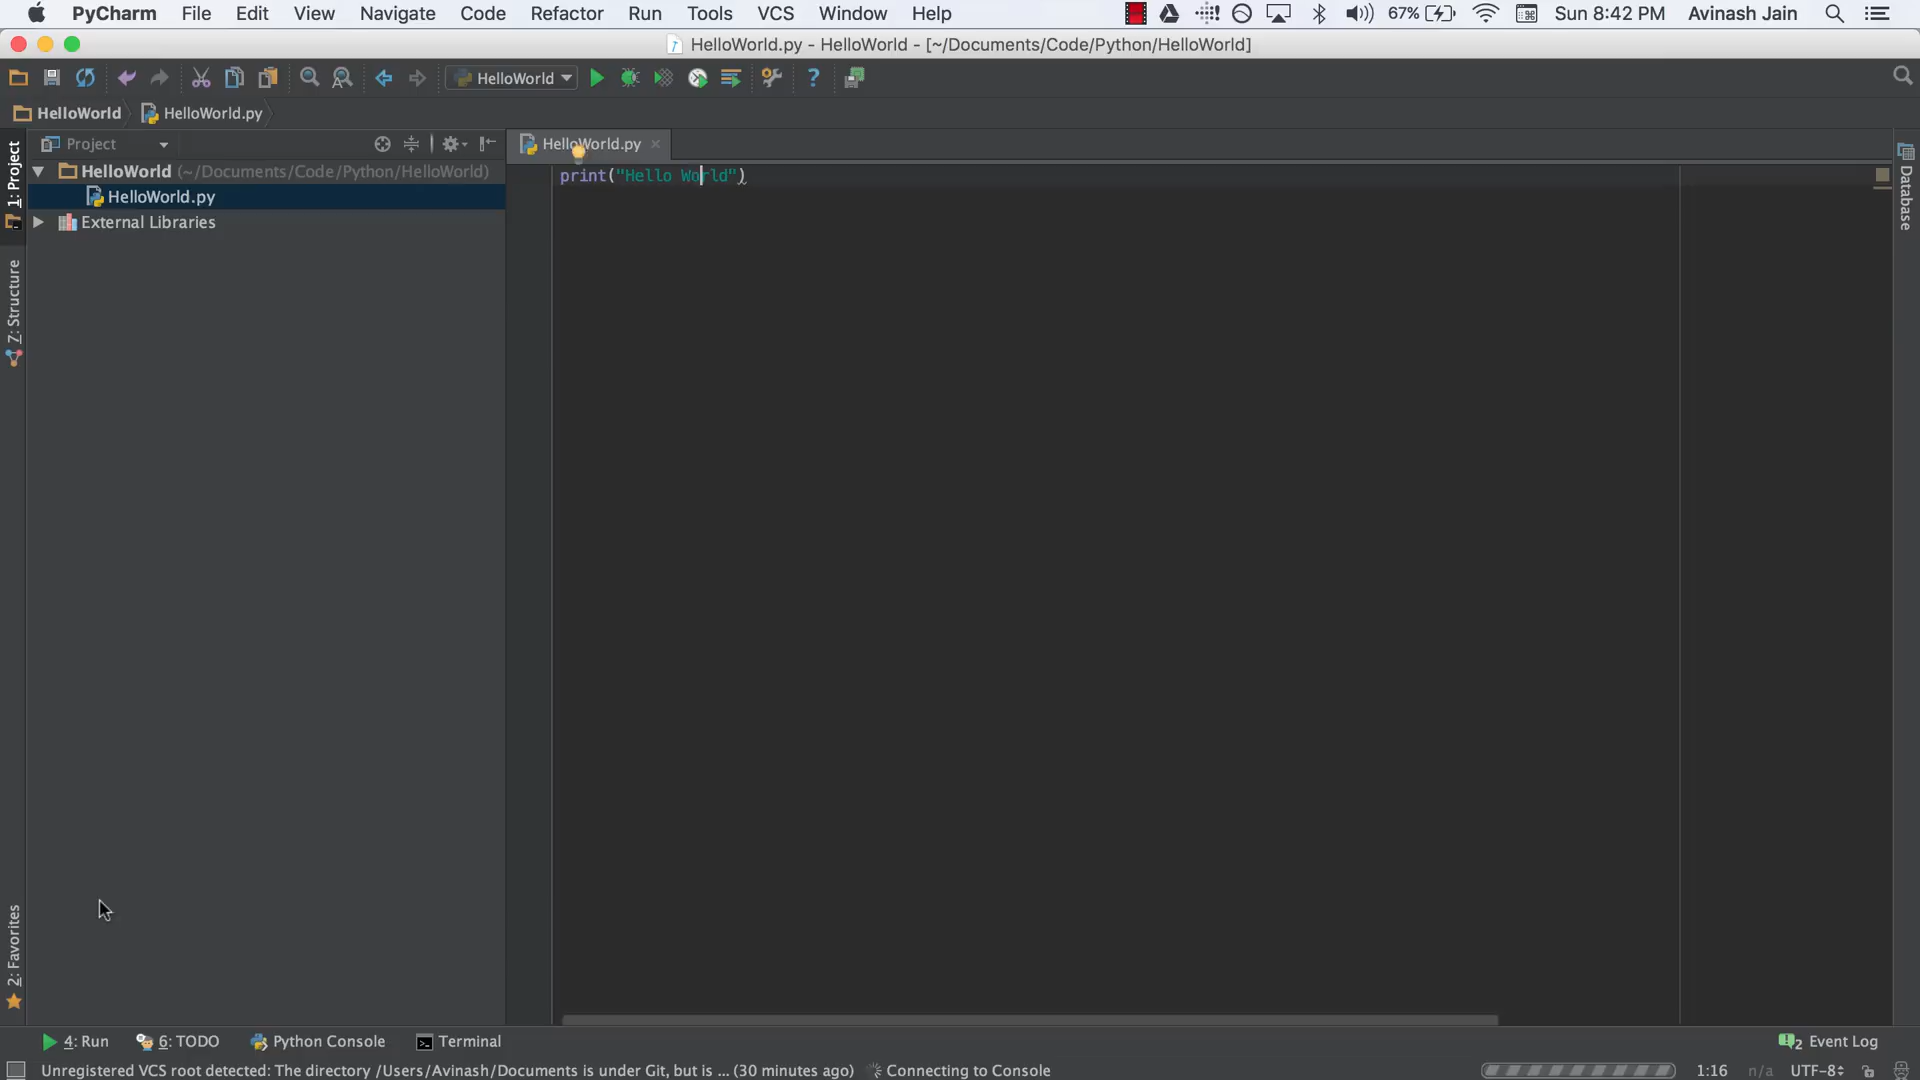 PyCharm File Edit View Navigate Code Refactor Run Tools VCS Window Help 67% Sun 8:42 PM Avinash Jain
HelloWorld.py - HelloWorld - [~/Documents/Code/Python/HelloWorld]
HelloWorld
HelloWorld HelloWorld.py
1: Project
Project
HelloWorld.py
HelloWorld (~/Documents/Code/Python/HelloWorld)
HelloWorld.py
External Libraries
print("Hello World")
Database
Z: Structure
2: Favorites
4: Run 6: TODO Python Console Terminal 2 Event Log
Unregistered VCS root detected: The directory /Users/Avinash/Documents is under Git, but is ... (30 minutes ago) Connecting to Console 1:16 n/a UTF-8